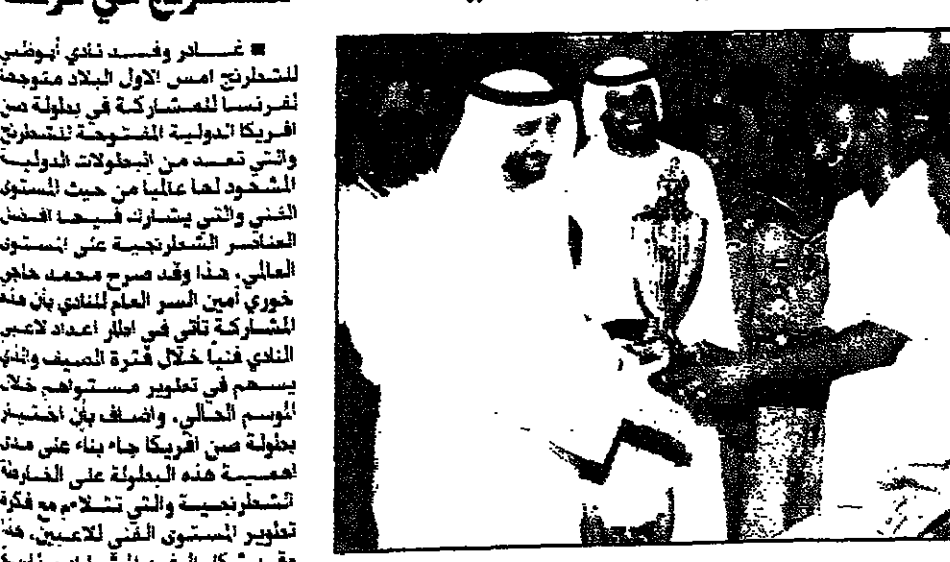 ■ غادر وفد نادي أبوظبي
للشطرنج امس الاول البلاد متوجها
لفرنسا للمشاركة في بطولة صن
افريكا الدولية المفتوحة للشطرنج
والتي تعد من البطولات الدولية
المشهود لها عالميا من حيث المستوى
الفني والتي يشارك فيها افضل
العناصر الشطرنجية على المستوى
العالمي. هذا وقد صرح محمد حاجي
خوري أمين السر العام للنادي بأن هذه
المشاركة تأتي في اطار اعداد لاعبي
النادي فنيا خلال فترة الصيف والذي
يسهم في تطوير مستواهم خلال
الموسم الحالي. واضاف بأن اختيار
بطولة صن افريكا جاء بناء على مدى
اهمية هذه البطولة على الخارطة
الشطرنجية والتي تتلاءم مع فكرة
تطوير المستوى الفني للاعبين. هذا